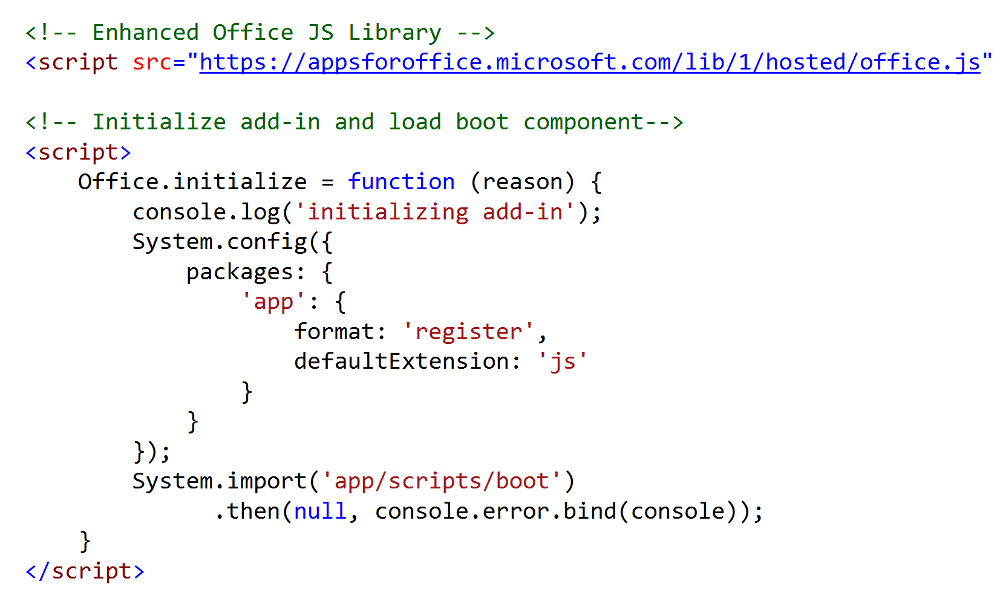 <!-- Enhanced Office JS Library -->
<script src="https://appsforoffice.microsoft.com/lib/1/hosted/office.js"

<!-- Initialize add-in and load boot component-->
<script>
    Office.initialize = function (reason) {
        console.log('initializing add-in');
        System.config({
            packages: {
                'app': {
                    format: 'register',
                    defaultExtension: 'js'
                }
            }
        });
        System.import('app/scripts/boot')
              .then(null, console.error.bind(console));
    }
</script>